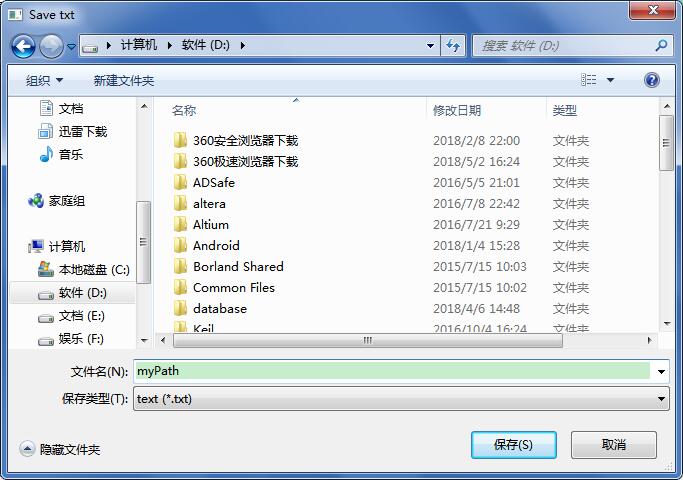 Save txt
计算机 软件 (D:)
搜索 软件 (D:)
组织 新建文件夹
名称 修改日期 类型
文档
迅雷下载
音乐
家庭组
计算机
本地磁盘 (C:)
软件 (D:)
文档 (E:)
娱乐 (F:)
360安全浏览器下载 2018/2/8 22:00 文件夹
360极速浏览器下载 2018/5/2 16:24 文件夹
ADSafe 2016/5/5 21:01 文件夹
altera 2016/7/8 22:42 文件夹
Altium 2016/7/21 9:29 文件夹
Android 2018/1/4 15:28 文件夹
Borland Shared 2015/7/15 10:03 文件夹
Common Files 2015/7/15 10:02 文件夹
database 2018/4/6 14:48 文件夹
Keil 2016/10/4 16:24 文件夹
文件名(N): myPath
保存类型(T): text (*.txt)
隐藏文件夹 保存(S) 取消